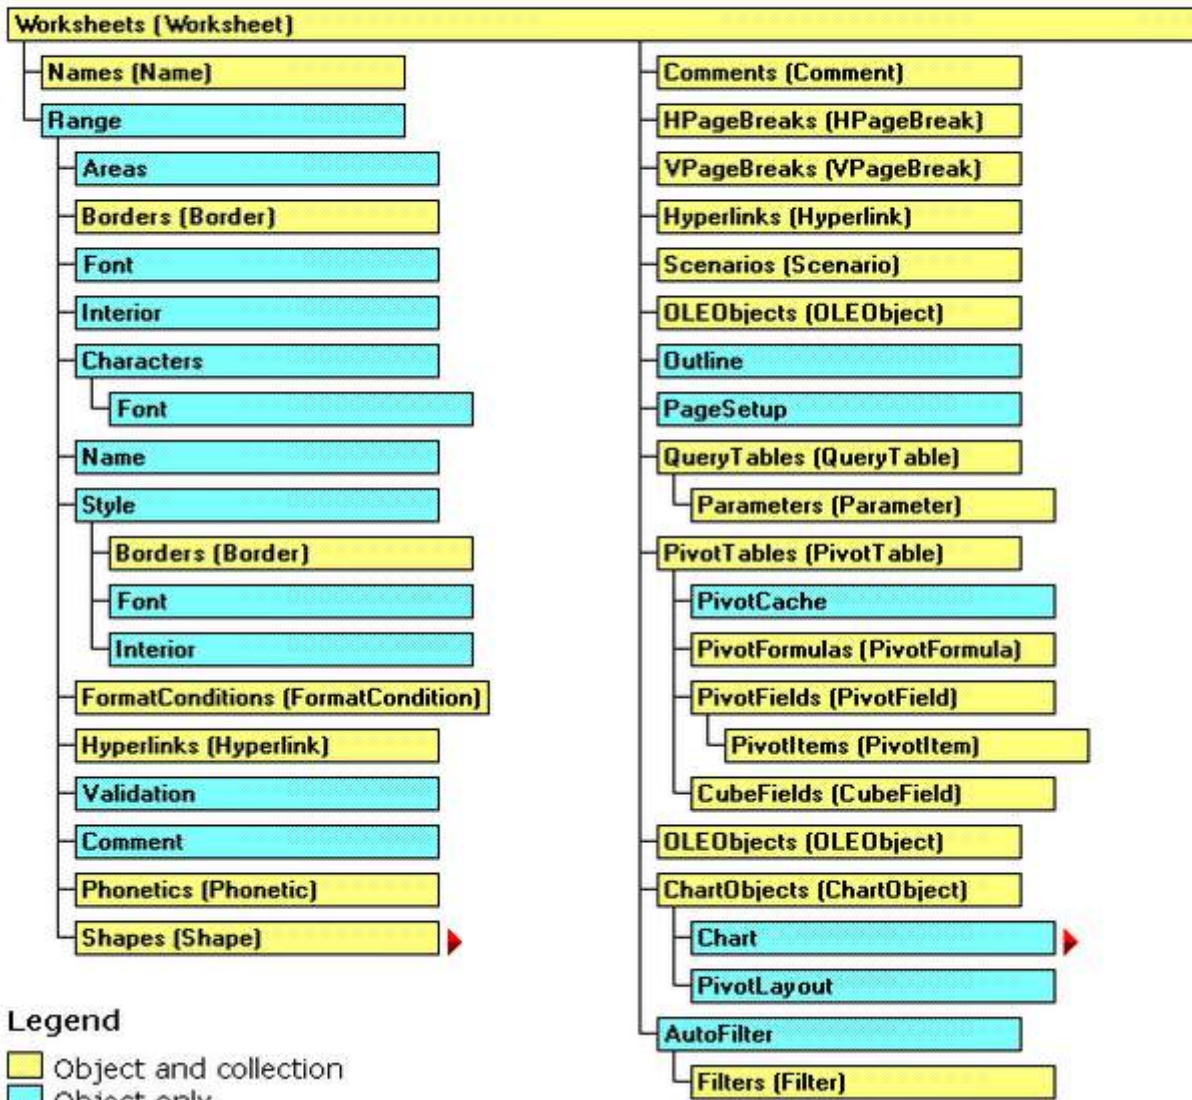 Worksheets (Worksheet)
Names (Name)
Range
Areas
Borders (Border)
Font
Interior
Characters
Font
Name
Style
Borders (Border)
Font
Interior
FormatConditions (FormatCondition)
Hyperlinks (Hyperlink)
Validation
Comment
Phonetics (Phonetic)
Shapes (Shape)
Comments (Comment)
HPageBreaks (HPageBreak)
VPageBreaks (VPageBreak)
Hyperlinks (Hyperlink)
Scenarios (Scenario)
OLEObjects (OLEObject)
Outline
PageSetup
QueryTables (QueryTable)
Parameters (Parameter)
PivotTables (PivotTable)
PivotCache
PivotFormulas (PivotFormula)
PivotFields (PivotField)
PivotItems (PivotItem)
CubeFields (CubeField)
OLEObjects (OLEObject)
ChartObjects (ChartObject)
Chart
PivotLayout
AutoFilter
Filters (Filter)
Legend
Object and collection
Object only